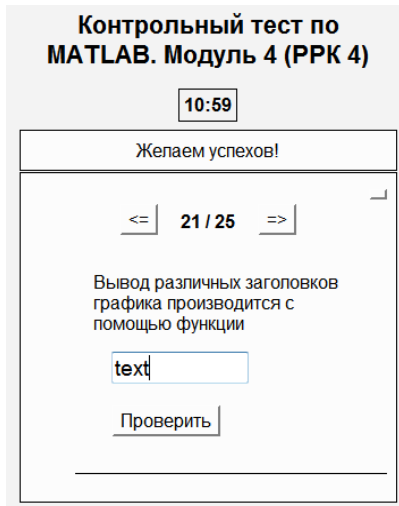 Контрольный тест по
MATLAB. Модуль 4 (РРК 4)
10:59
Желаем успехов!
<= 21 / 25 =>
Вывод различных заголовков
графика производится с
помощью функции
text
Проверить